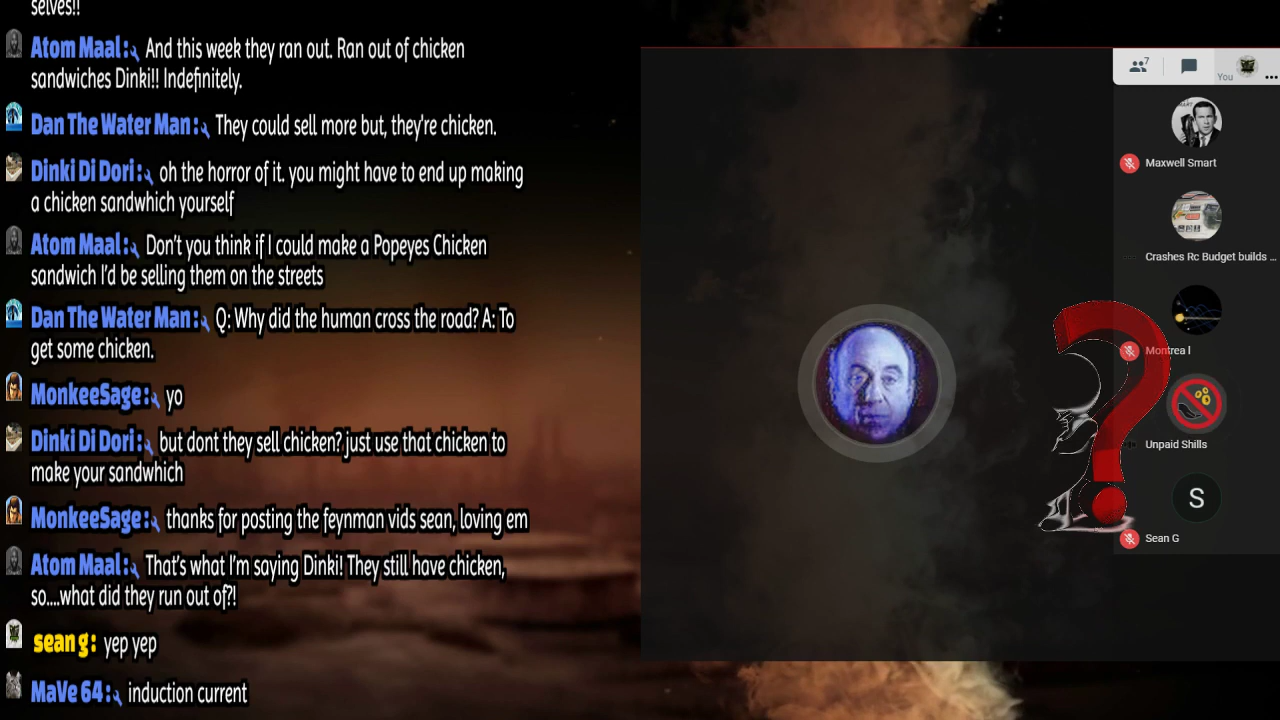 selves!!
Atom Maal: And this week they ran out. Ran out of chicken
sandwiches Dinki!! Indefinitely.
Dan The Water Man: They could sell more but, they're chicken.
Dinki Di Dori: oh the horror of it. you might have to end up making
a chicken sandwhich yourself
Atom Maal: Don't you think if I could make a Popeyes Chicken
sandwich I'd be selling them on the streets
Dan The Water Man: Q: Why did the human cross the road? A: To
get some chicken.
MonkeeSage: yo
Dinki Di Dori: but dont they sell chicken? just use that chicken to
make your sandwhich
MonkeeSage: thanks for posting the feynman vids sean, loving em
Atom Maal: That's what I'm saying Dinki! They still have chicken,
so....what did they run out of?!
sean g: yep yep
MaVe 64: induction current
7
You
Maxwell Smart
Crashes Rc Budget builds ...
Montrea l
Unpaid Shills
S
Sean G
?